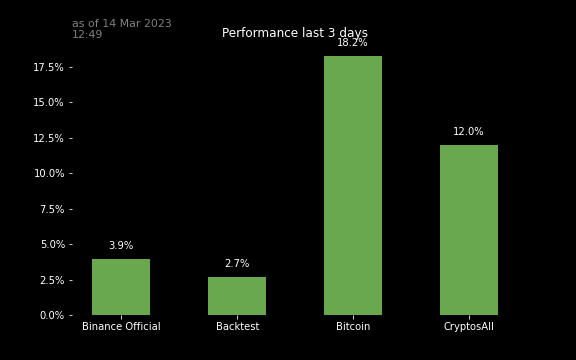 as of 14 Mar 2023
12:49
Performance last 3 days
18.2%
17.5%
15.0%
12.5%
12.0%
10.0%
7.5%
5.0%
3.9%
2.7%
2.5%
0.0%
Binance Official
Backtest
Bitcoin
CryptosAll